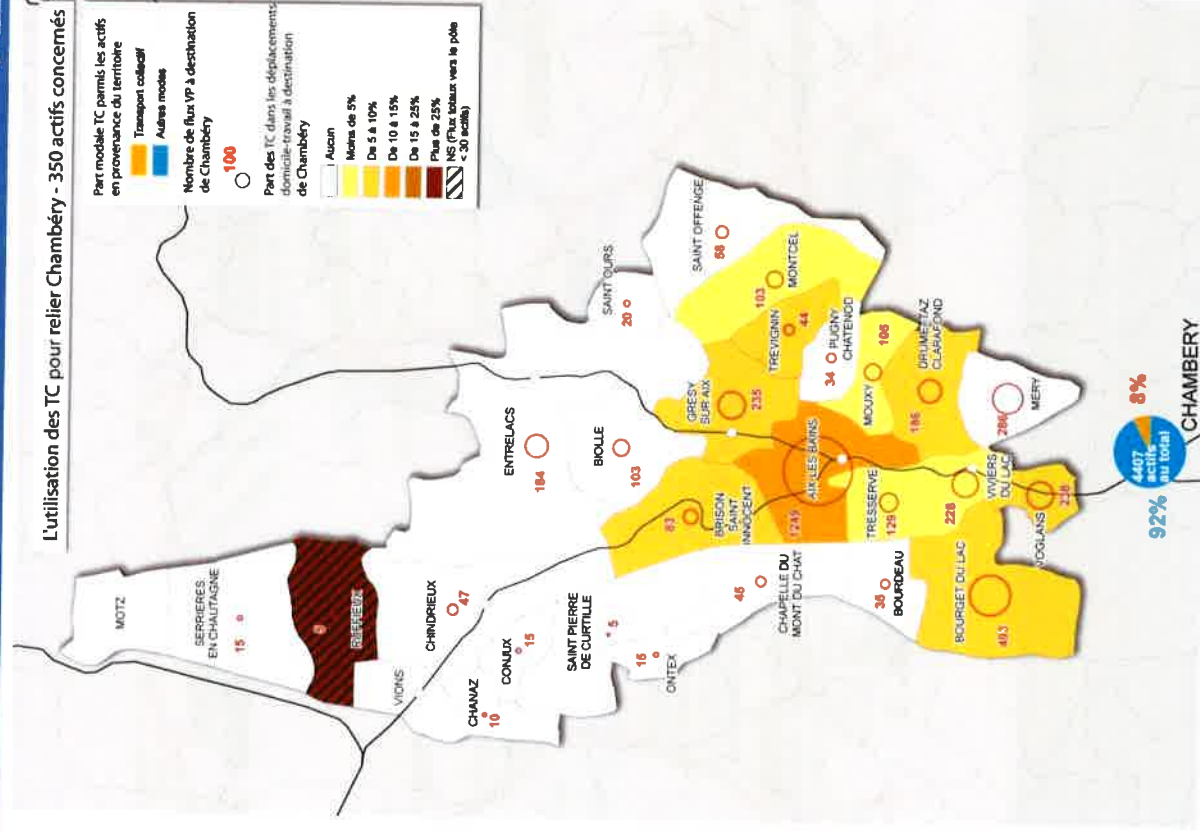 L'utilisation des TC pour relier Chambéry - 350 actifs concernés
Part modale TC parmis les actifs
en provenance du territoire
Transport collectif
Autres modes
Nombre de flux VP à destination
de Chambéry
100
Part des TC dans les déplacements
domicile-travail à destination
de Chambéry
Aucun
Moins de 5%
De 5 à 10%
De 10 à 15%
De 15 à 25%
Plus de 25%
NS (Flux totaux vers le pôle
< 30 actifs)
MOTZ
SERRIERES
EN CHAUTAGNE
15
RUFFIEUX
VIONS
CHINDRIEUX
47
CHANAZ
10
CONJUX
15
SAINT PIERRE
DE CURTILLE
5
ONTEX
16
ENTRELACS
184
BIOLLE
103
SAINT OURS
20
SAINT OFFENGE
58
MONTCEL
103
TREVIGNIN
44
PUGNY
CHATENOD
34
GRESY
SUR AIX
235
MOUXY
106
DRUMETTAZ
CLARAFOND
186
MERY
286
AIX-LES-BAINS
1249
BRISON
SAINT
INNOCENT
83
TRESSERVE
129
VIVIERS
DU LAC
228
VOGLANS
238
CHAPELLE DU
MONT DU CHAT
45
BOURDEAU
35
BOURGET DU LAC
493
4407
actifs
au total
8%
92%
CHAMBERY